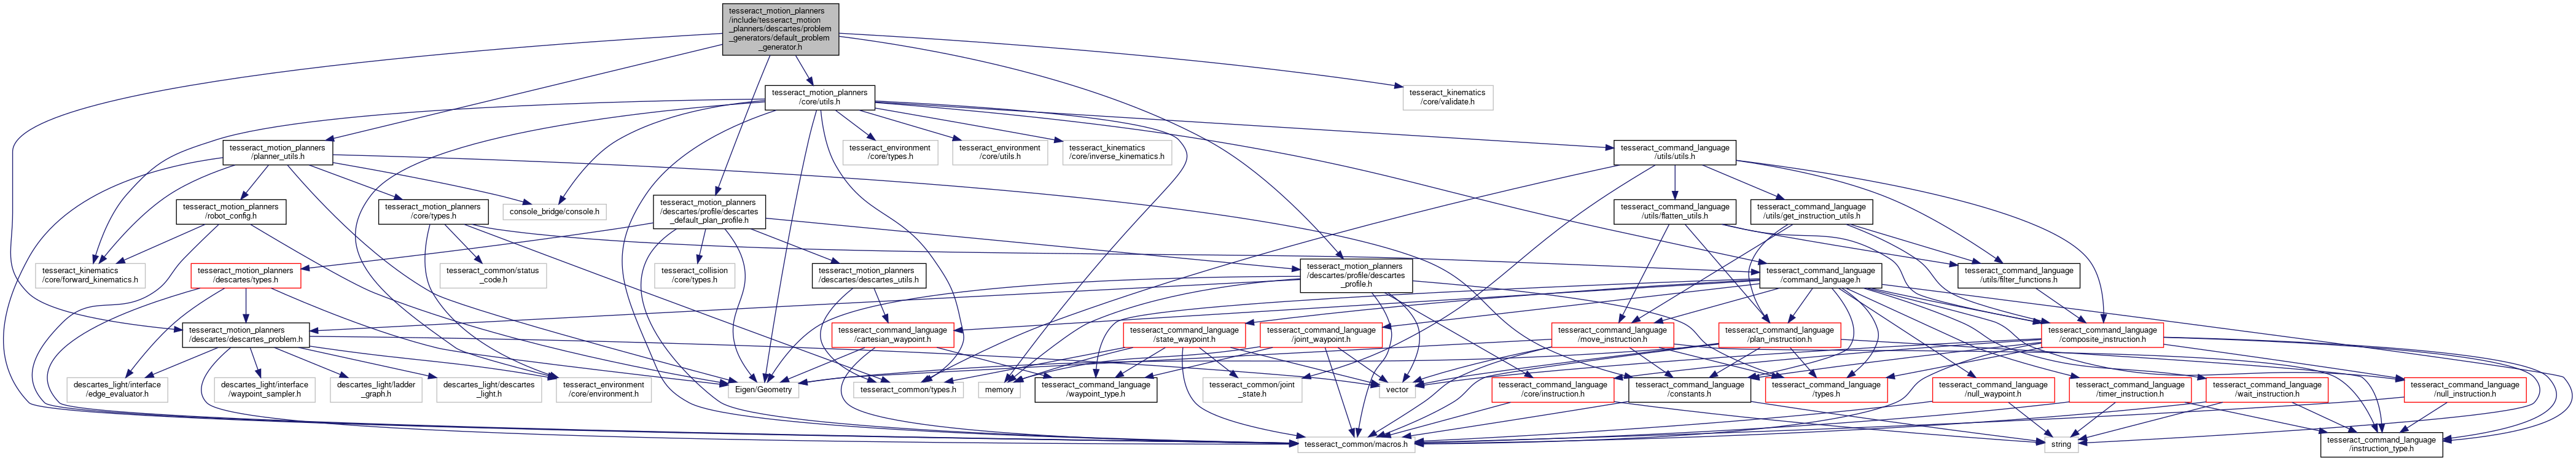 tesseract_motion_planners
/include/tesseract_motion
_planners/descartes/problem
_generators/default_problem
_generator.h
tesseract_motion_planners
/core/utils.h
tesseract_kinematics
/core/validate.h
tesseract_motion_planners
/planner_utils.h
tesseract_environment
/core/types.h
tesseract_environment
/core/utils.h
tesseract_kinematics
/core/inverse_kinematics.h
tesseract_command_language
/utils/utils.h
tesseract_motion_planners
/robot_config.h
tesseract_motion_planners
/core/types.h
console_bridge/console.h
tesseract_motion_planners
/descartes/profile/descartes
_default_plan_profile.h
tesseract_command_language
/utils/flatten_utils.h
tesseract_command_language
/utils/get_instruction_utils.h
tesseract_kinematics
/core/forward_kinematics.h
tesseract_motion_planners
/descartes/types.h
tesseract_common/status
_code.h
tesseract_collision
/core/types.h
tesseract_motion_planners
/descartes/descartes_utils.h
tesseract_motion_planners
/descartes/profile/descartes
_profile.h
tesseract_command_language
/command_language.h
tesseract_command_language
/utils/filter_functions.h
tesseract_motion_planners
/descartes/descartes_problem.h
tesseract_command_language
/cartesian_waypoint.h
tesseract_command_language
/state_waypoint.h
tesseract_command_language
/joint_waypoint.h
tesseract_command_language
/move_instruction.h
tesseract_command_language
/plan_instruction.h
tesseract_command_language
/composite_instruction.h
descartes_light/interface
/edge_evaluator.h
descartes_light/interface
/waypoint_sampler.h
descartes_light/ladder
_graph.h
descartes_light/descartes
_light.h
tesseract_environment
/core/environment.h
Eigen/Geometry
tesseract_common/types.h
memory
tesseract_command_language
/waypoint_type.h
tesseract_common/joint
_state.h
vector
tesseract_command_language
/core/instruction.h
tesseract_command_language
/constants.h
tesseract_command_language
/types.h
tesseract_command_language
/null_waypoint.h
tesseract_command_language
/timer_instruction.h
tesseract_command_language
/wait_instruction.h
tesseract_command_language
/null_instruction.h
tesseract_common/macros.h
string
tesseract_command_language
/instruction_type.h